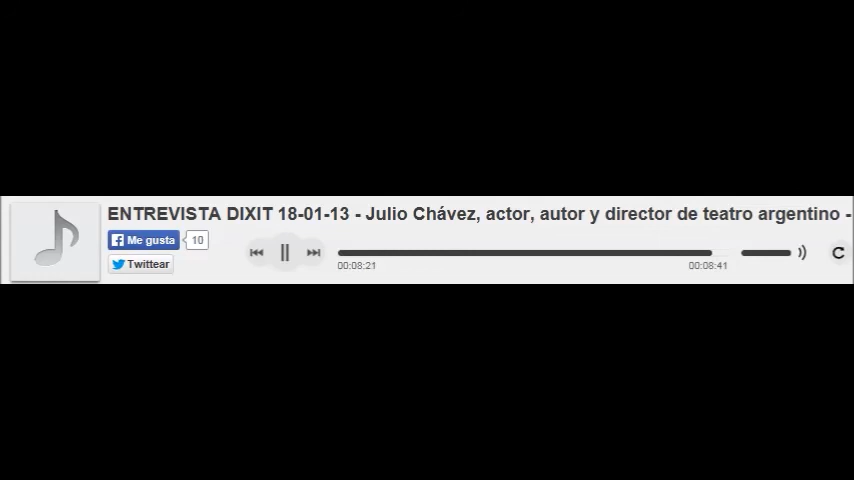 ENTREVISTA DIXIT 18-01-13 - Julio Chávez, actor, autor y director de teatro argentino -
Me gusta 10
Twittear
00:08:21 00:08:41